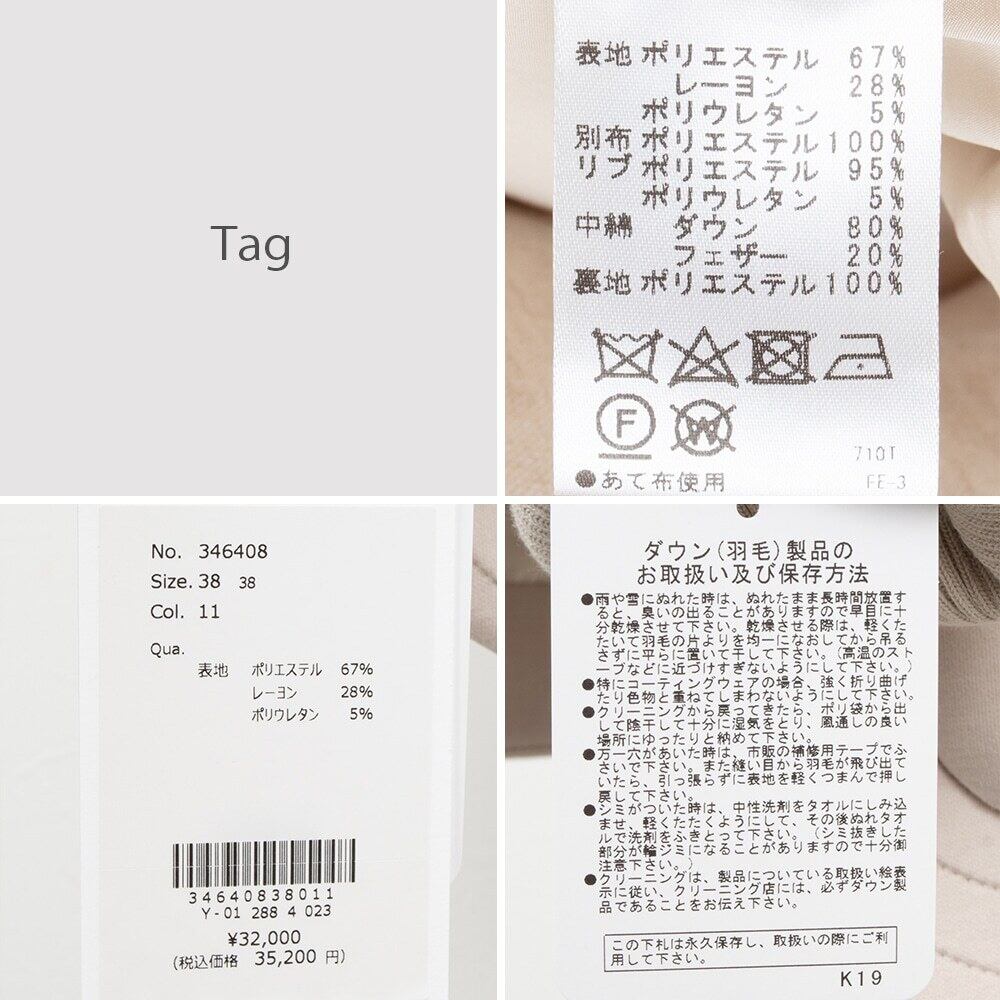 Tag
表地 ポリエステル 67%
レーヨン 28%
ポリウレタン 5%
別布 ポリエステル 100%
リブ ポリエステル 95%
ポリウレタン 5%
中綿 ダウン 80%
フェザー 20%
裏地 ポリエステル 100%
F
W
710T
●あて布使用 FE-3
No. 346408
Size. 38 38
Col. 11
Qua.
表地 ポリエステル 67%
レーヨン 28%
ポリウレタン 5%
34640838011
Y-01 288 4 023
¥32,000
(税込価格 35,200 円)
ダウン(羽毛)製品の
お取扱い及び保存方法
●雨や雪にぬれた時は、ぬれたまま長時間放置す
ると、臭いの出ることがありますので早目に十
分乾燥させて下さい。乾燥させる際は、軽くた
たいて羽毛の片よりを均一になおしてから吊る
さずに平らに置いて干して下さい。(高温のスト
ーブなどに近づけすぎないようにして下さい。)
●特にコーティングウェアの場合、強く折り曲げ
たり色物と重ねてしまわないようにして下さい。
●クリーニングから戻ってきたら、ポリ袋から出
して陰干して十分に湿気をとり、風通しの良い
場所にゆったりと納めて下さい。
●万一穴があいた時は、市販の補修用テープでふ
さいで下さい。また縫い目から羽毛が飛び出て
いたら、引っ張らずに表地を軽くつまんで押し
戻して下さい。
●シミがついた時は、中性洗剤をタオルにしみ込
ませ、軽くたたくようにして、その後ぬれタオ
ルで洗剤をふきとって下さい。(シミ抜きした
部分が輪ジミになることがありますので十分御
注意下さい。)
●クリーニングは、製品についている取扱い絵表
示に従い、クリーニング店には、必ずダウン製
品であることをお伝え下さい。
この下札は永久保存し、取扱いの際にご利
用して下さい。
K19